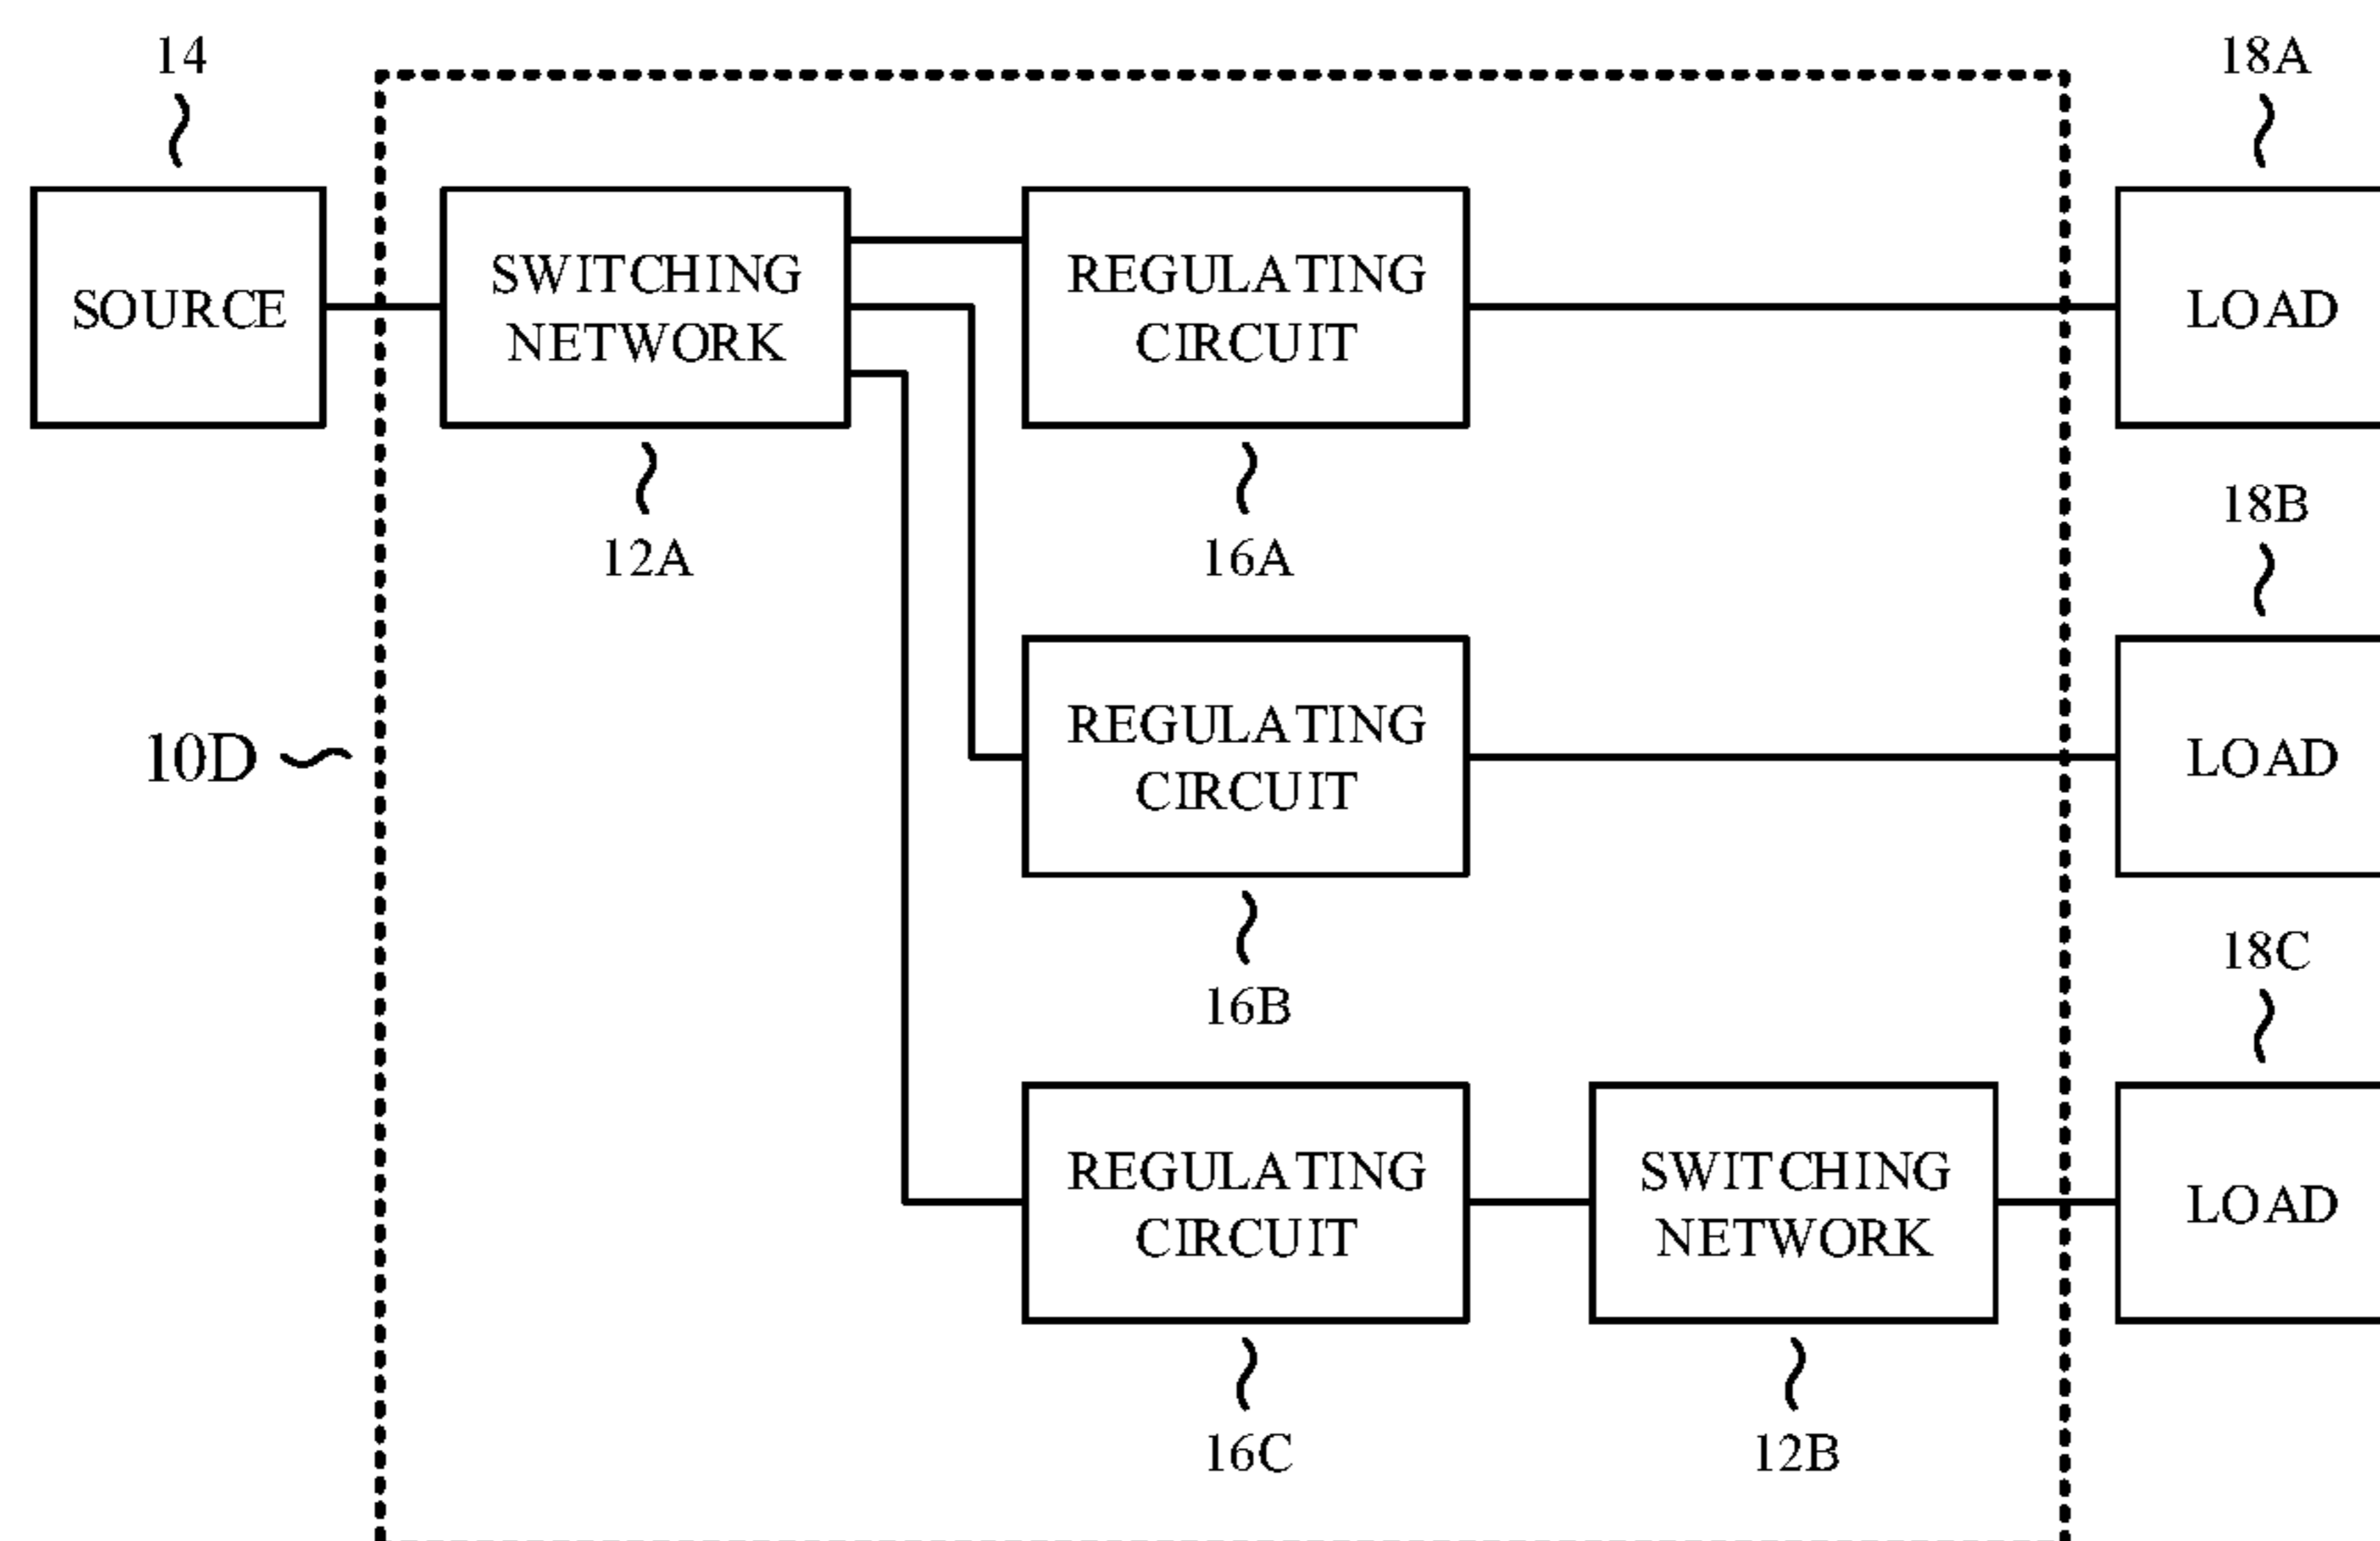 14
18A
SOURCE
SWITCHING
NETWORK
REGULATING
CIRCUIT
LOAD
12A
16A
18B
10D
REGULATING
CIRCUIT
LOAD
16B
18C
REGULATING
CIRCUIT
SWITCHING
NETWORK
LOAD
16C
12B